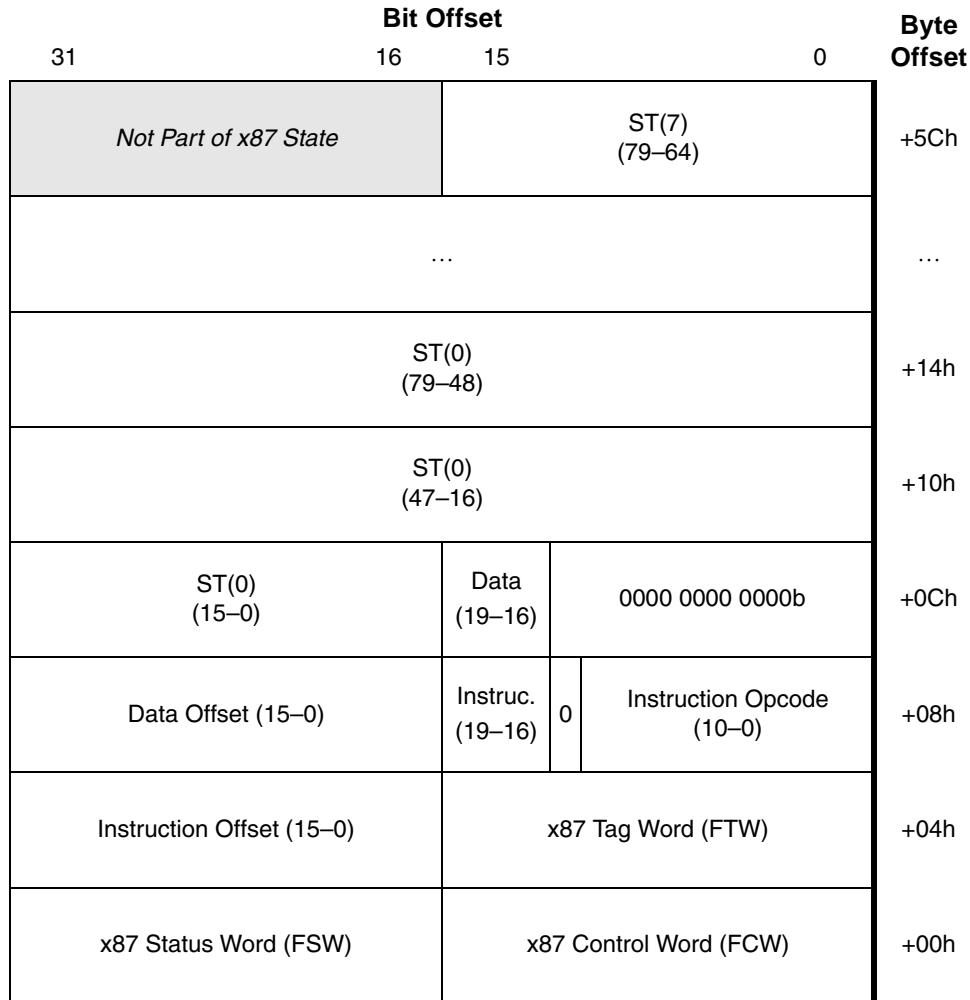 Bit Offset
Byte
Offset
31 16 15 0
Not Part of x87 State
ST(7)
(79–64)
+5Ch
…
…
ST(0)
(79–48)
+14h
ST(0)
(47–16)
+10h
ST(0)
(15–0)
Data
(19–16)
0000 0000 0000b
+0Ch
Data Offset (15–0)
Instruc.
(19–16)
0
Instruction Opcode
(10–0)
+08h
Instruction Offset (15–0)
x87 Tag Word (FTW)
+04h
x87 Status Word (FSW)
x87 Control Word (FCW)
+00h